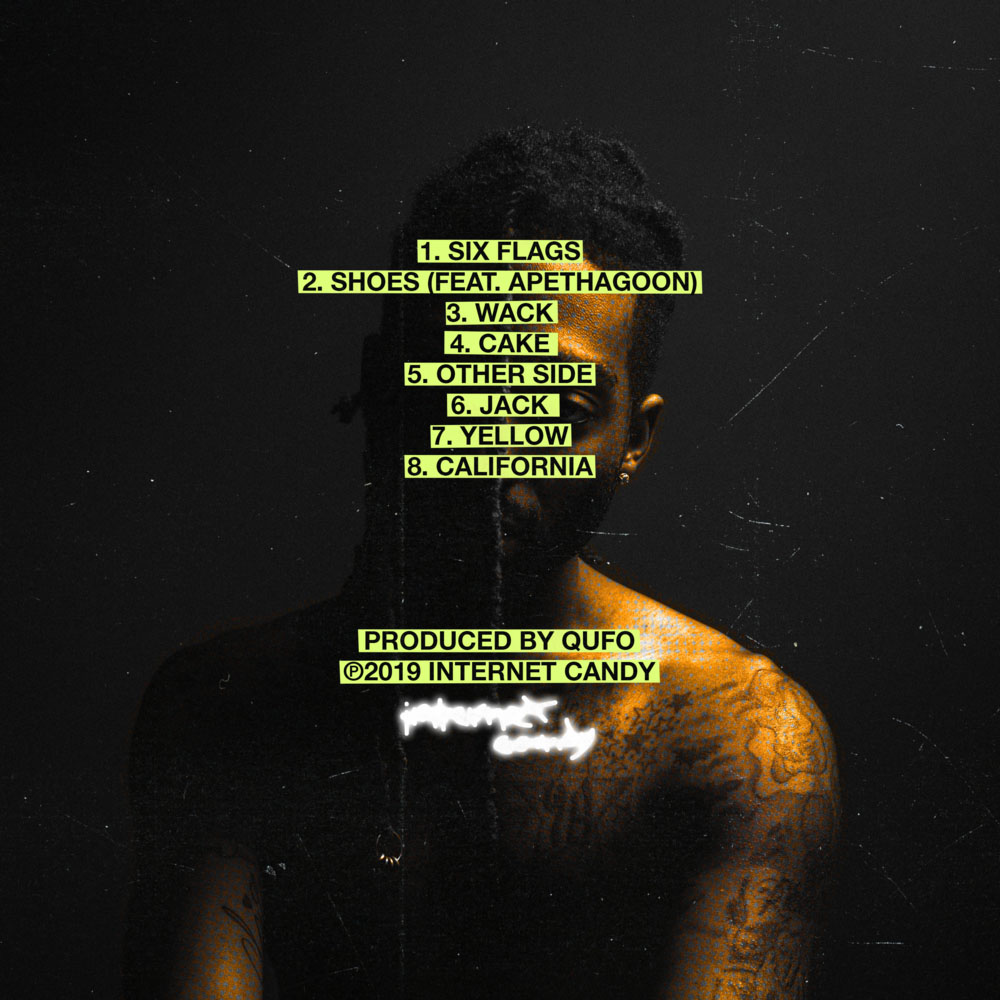 1. SIX FLAGS
2. SHOES (FEAT. APETHAGOON)
3. WACK
4. CAKE
5. OTHER SIDE
6. JACK
7. YELLOW
8. CALIFORNIA
PRODUCED BY QUFO
℗2019 INTERNET CANDY
internet
candy